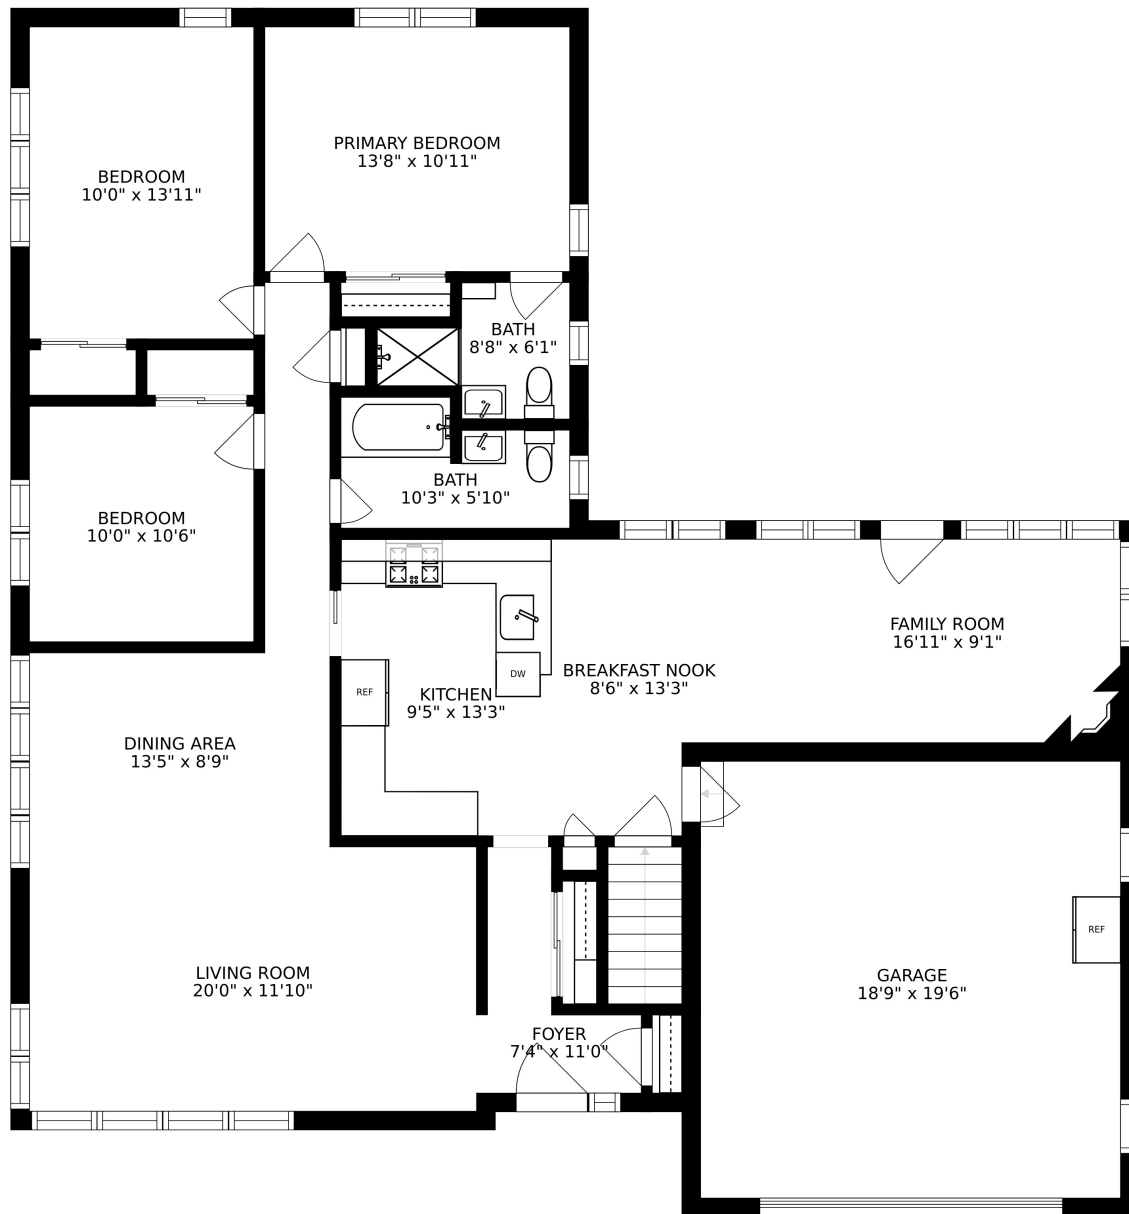 PRIMARY BEDROOM
13'8" x 10'11"
BEDROOM
10'0" x 13'11"
BATH
8'8" x 6'1"
BATH
10'3" x 5'10"
BEDROOM
10'0" x 10'6"
FAMILY ROOM
16'11" x 9'1"
BREAKFAST NOOK
8'6" x 13'3"
DW
REF
KITCHEN
9'5" x 13'3"
DINING AREA
13'5" x 8'9"
REF
LIVING ROOM
20'0" x 11'10"
GARAGE
18'9" x 19'6"
FOYER
7'4" x 11'0"